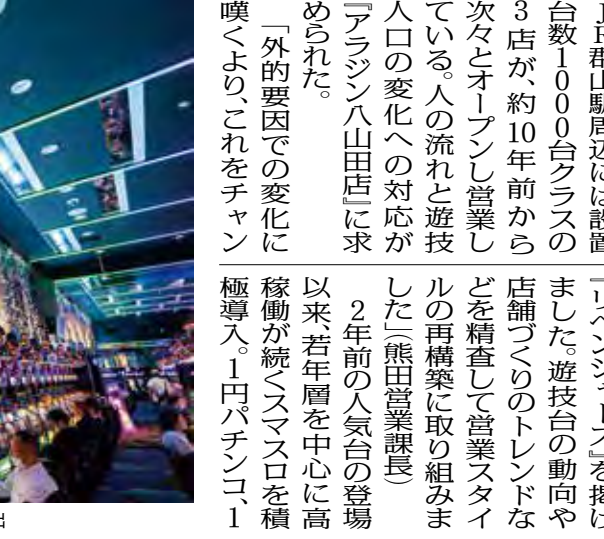 JR郡山駅周辺には設置
台数1000台クラスの
3店が、約10年前から
次々とオープンし営業し
ている。人の流れと遊技
人口の変化への対応が
『アラジン八山田店』に求
められた。
「外的要因での変化に
嘆くより、これをチャン
を掲げ
ました。遊技台の動向や
店舗づくりのトレンドな
どを精査して営業スタイ
ルの再構築に取り組みま
した」(熊田営業課長)
2年前の人気台の登場
以来、若年層を中心に高
稼働が続くスマスロを積
極導入。1円パチンコ、1
出